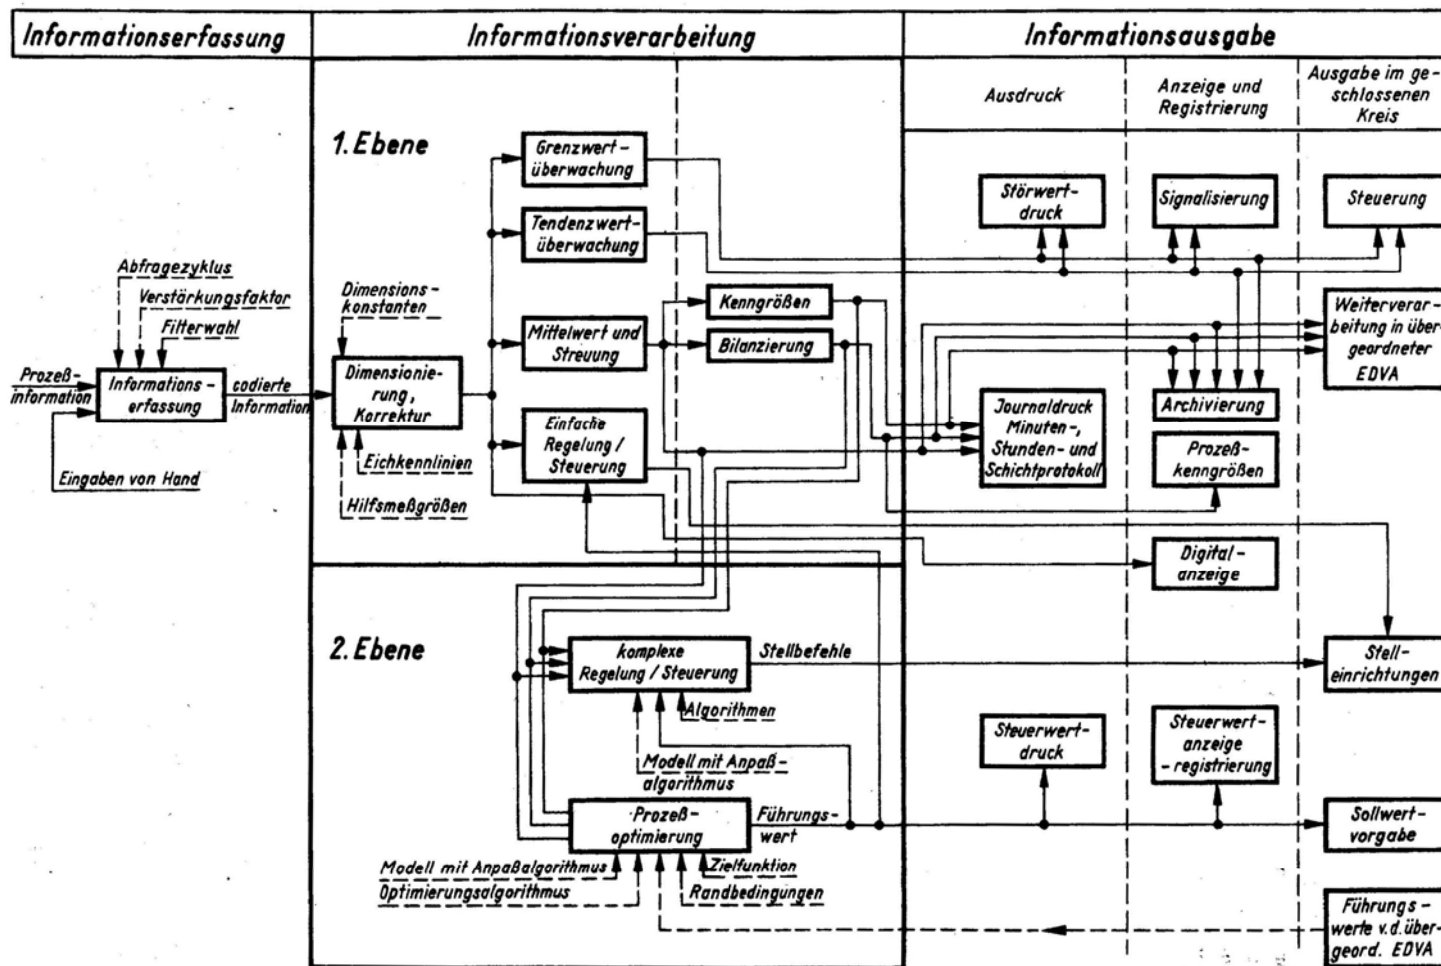 Informationserfassung
Informationsverarbeitung
Informationsausgabe
Ausdruck
Anzeige und
Registrierung
Ausgabe im ge-
schlossenen
Kreis
1. Ebene
Grenzwert-
überwachung
Tendenzwert-
überwachung
Störwert-
druck
Signalisierung
Steuerung
Abfragezyklus
Verstärkungsfaktor
Filterwahl
Prozeß-
information
Informations-
erfassung
codierte
Information
Eingaben von Hand
Dimensions-
konstanten
Dimensionie-
rung,
Korrektur
Eichkennlinien
Hilfsmeßgrößen
Mittelwert und
Streuung
Kenngrößen
Bilanzierung
Einfache
Regelung /
Steuerung
Weiterverar-
beitung in über-
geordneter
EDVA
Journaldruck
Minuten-,
Stunden- und
Schichtprotokoll
Archivierung
Prozeß-
kenngrößen
Digital-
anzeige
2. Ebene
komplexe
Regelung / Steuerung
Stellbefehle
Stell-
einrichtungen
Algorithmen
Modell mit Anpaß-
algorithmus
Steuerwert-
druck
Steuerwert-
anzeige
-registrierung
Prozeß-
optimierung
Führungs-
wert
Sollwert-
vorgabe
Modell mit Anpaßalgorithmus
Optimierungsalgorithmus
Zielfunktion
Randbedingungen
Führungs-
werte v.d. über-
geord. EDVA